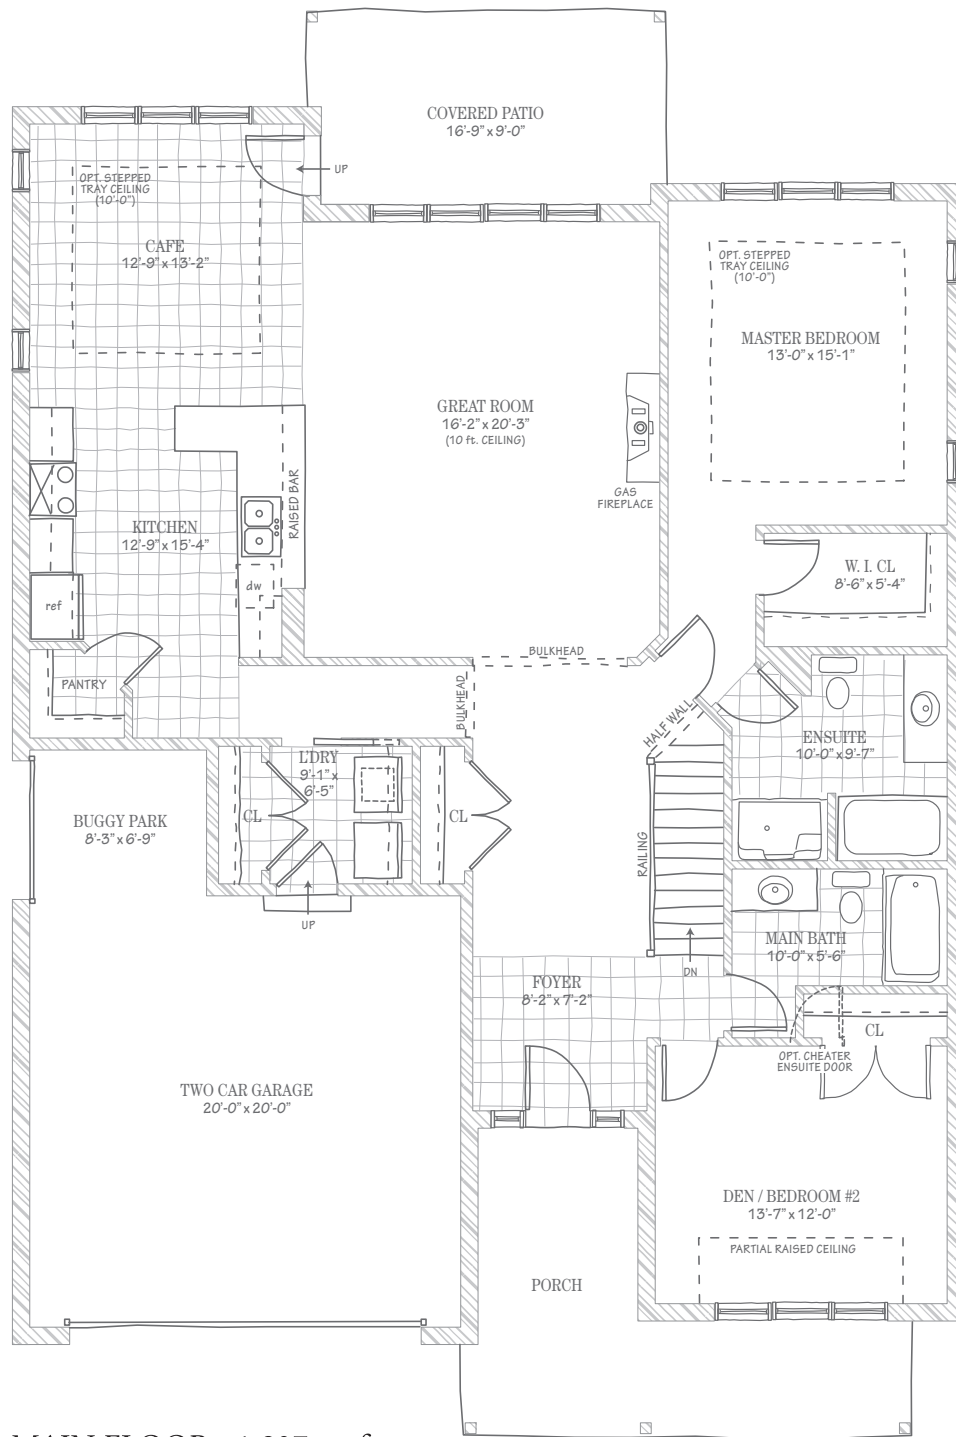 COVERED PATIO
16'-9" x 9'-0"
UP
OPT. STEPPED
TRAY CEILING
(10'-0")
CAFE
12'-9" x 13'-2"
OPT. STEPPED
TRAY CEILING
(10'-0")
MASTER BEDROOM
13'-0" x 15'-1"
GREAT ROOM
16'-2" x 20'-3"
(10 ft. CEILING)
GAS
FIREPLACE
RAISED BAR
KITCHEN
12'-9" x 15'-4"
dw
ref
W. I. CL
8'-6" x 5'-4"
PANTRY
BULKHEAD
BULKHEAD
HALF WALL
ENSUITE
10'-0" x 9'-7"
L'DRY
9'-1" x
6'-5"
CL
CL
BUGGY PARK
8'-3" x 6'-9"
RAILING
UP
MAIN BATH
10'-0" x 5'-6"
DN
FOYER
8'-2" x 7'-2"
CL
OPT. CHEATER
ENSUITE DOOR
TWO CAR GARAGE
20'-0" x 20'-0"
DEN / BEDROOM #2
13'-7" x 12'-0"
PARTIAL RAISED CEILING
PORCH